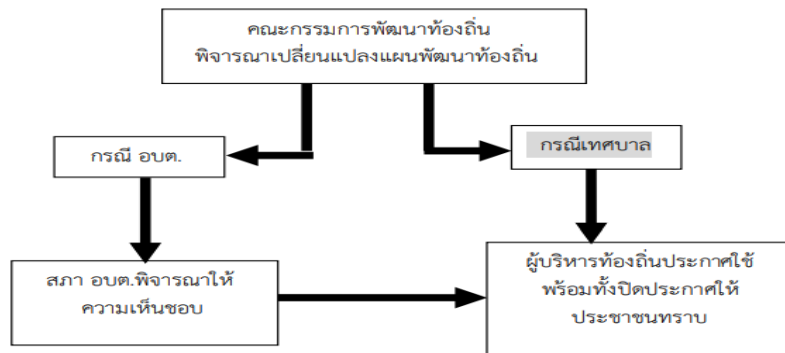 คณะกรรมการพัฒนาท้องถิ่น
พิจารณาเปลี่ยนแปลงแผนพัฒนาท้องถิ่น
กรณี อบต.
กรณีเทศบาล
สภา อบต.พิจารณาให้
ความเห็นชอบ
ผู้บริหารท้องถิ่นประกาศใช้
พร้อมทั้งปิดประกาศให้
ประชาชนทราบ